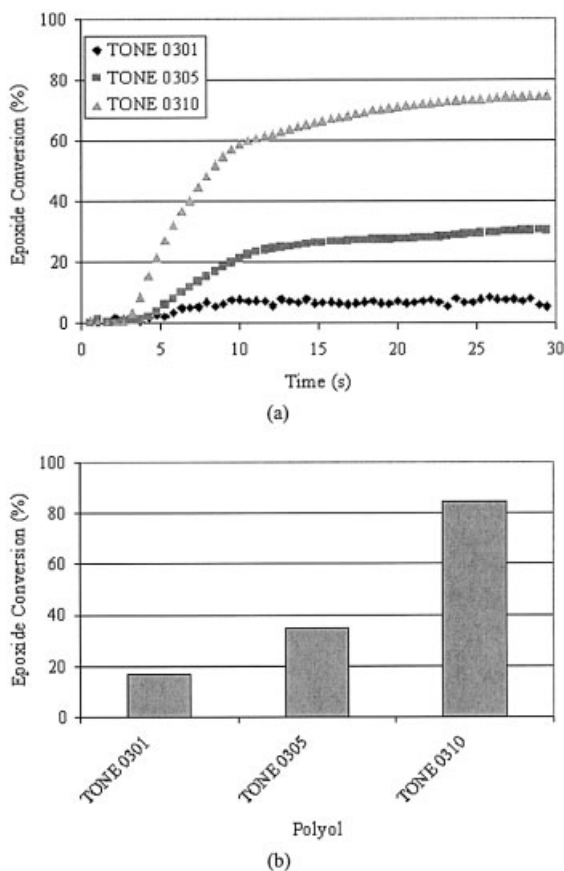 100
80
60
40
20
0
Epoxide Conversion (%)
TONE 0301
TONE 0305
TONE 0310
0 5 10 15 20 25 30
Time (s)
(a)
100
80
60
40
20
0
Epoxide Conversion (%)
TONE 0301
TONE 0305
TONE 0310
Polyol
(b)